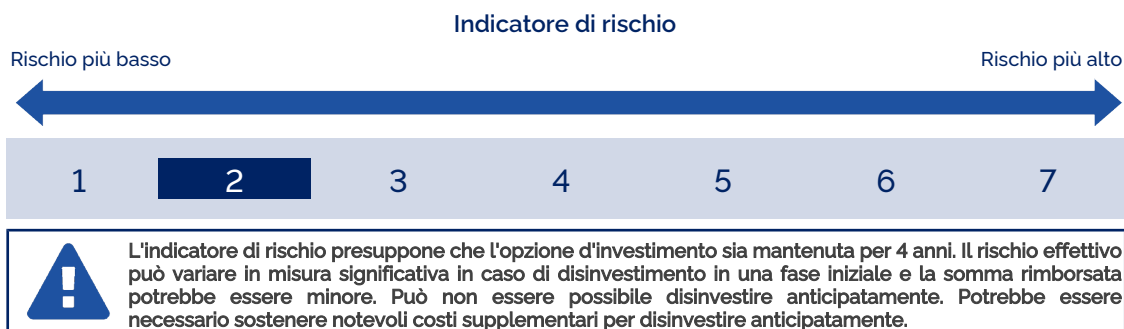 Indicatore di rischio
Rischio più basso
Rischio più alto
1 2 3 4 5 6 7
L'indicatore di rischio presuppone che l'opzione d'investimento sia mantenuta per 4 anni. Il rischio effettivo
può variare in misura significativa in caso di disinvestimento in una fase iniziale e la somma rimborsata
potrebbe essere minore. Può non essere possibile disinvestire anticipatamente. Potrebbe essere
necessario sostenere notevoli costi supplementari per disinvestire anticipatamente.